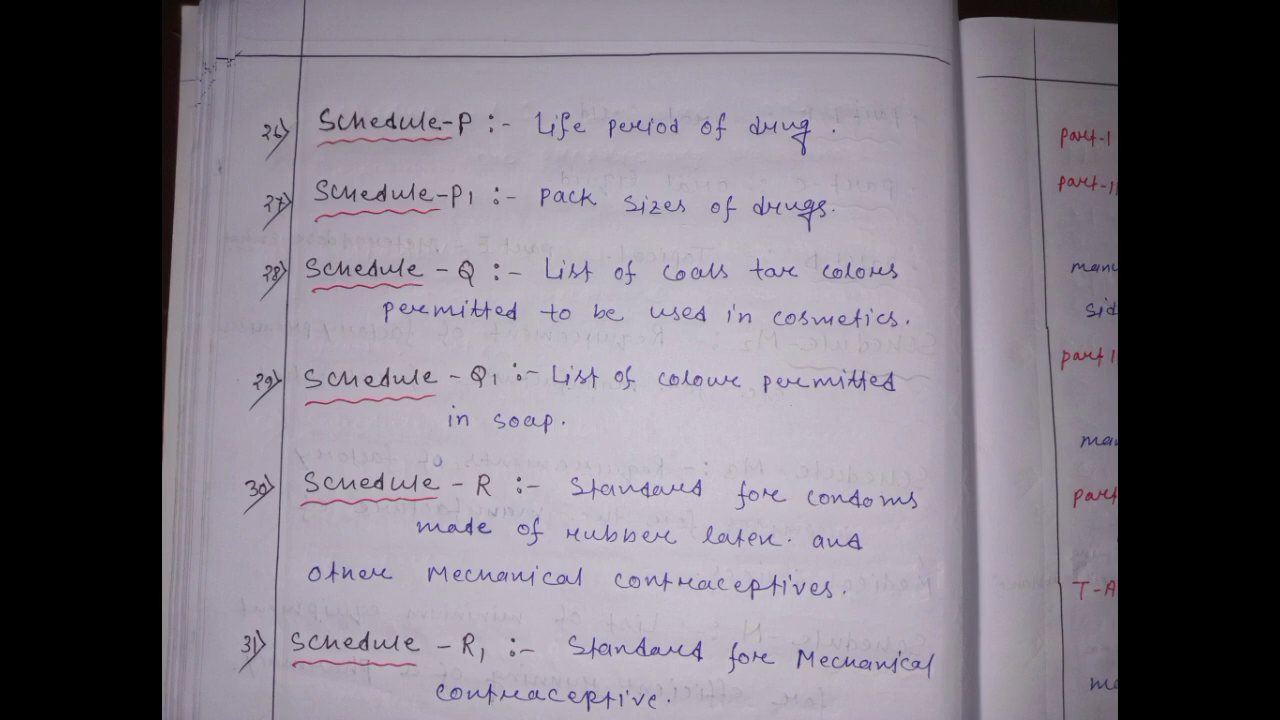 26) Schedule-P :- Life period of drug.
27) Schedule-P1 :- Pack sizes of drugs.
28) Schedule - Q :- List of coals tar colors
permitted to be used in cosmetics.
29) Schedule - Q1 :- List of colour permitted
in soap.
30) Schedule - R :- Standard for condoms
made of rubber latex. and
other Mechanical contraceptives.
31) Schedule - R1 :- Standard for Mechanical
contraceptive.
part-I
part-II
sid
part
part
T-A